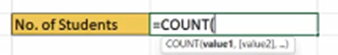 No. of Students =COUNT(
COUNT(value1, [value2], ...)